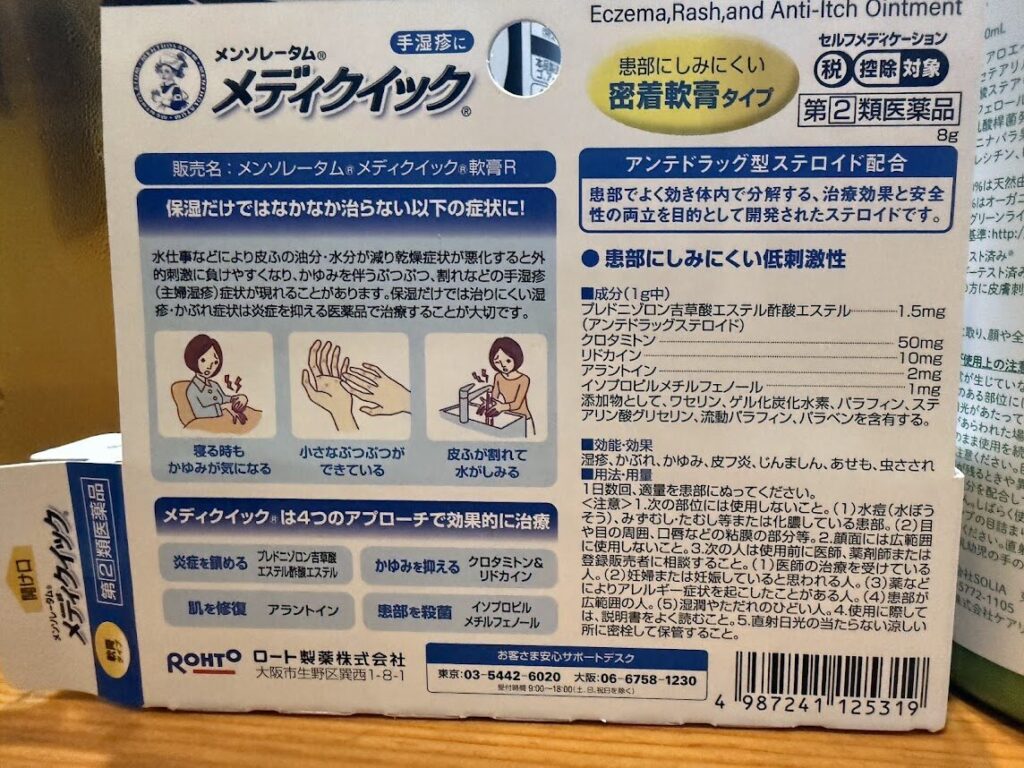 Eczema,Rash,and Anti-Itch Ointment
手湿疹に
メンソレータム®
メディクイック®
患部にしみにくい
密着軟膏タイプ
セルフメディケーション
税 控除 対象
第②類医薬品
8g
販売名:メンソレータム®メディクイック®軟膏R
保湿だけではなかなか治らない以下の症状に!
水仕事などにより皮ふの油分・水分が減り乾燥症状が悪化すると外
的刺激に負けやすくなり、かゆみを伴うぶつぶつ、割れなどの手湿疹
(主婦湿疹)症状が現れることがあります。保湿だけでは治りにくい湿
疹・かぶれ症状は炎症を抑える医薬品で治療することが大切です。
寝る時も
かゆみが気になる
小さなぶつぶつが
できている
皮ふが割れて
水がしみる
メディクイック®は4つのアプローチで効果的に治療
炎症を鎮める プレドニゾロン吉草酸
エステル酢酸エステル
かゆみを抑える クロタミトン&
リドカイン
肌を修復 アラントイン
患部を殺菌 イソプロピル
メチルフェノール
アンテドラッグ型ステロイド配合
患部でよく効き体内で分解する、治療効果と安全
性の両立を目的として開発されたステロイドです。
●患部にしみにくい低刺激性
■成分(1g中)
プレドニゾロン吉草酸エステル酢酸エステル 1.5mg
(アンテドラッグステロイド)
クロタミトン 50mg
リドカイン 10mg
アラントイン 2mg
イソプロピルメチルフェノール 1mg
添加物として、ワセリン、ゲル化炭化水素、パラフィン、ステ
アリン酸グリセリン、流動パラフィン、パラベンを含有する。
■効能・効果
湿疹、かぶれ、かゆみ、皮フ炎、じんましん、あせも、虫さされ
■用法・用量
1日数回、適量を患部にぬってください。
<注意>1.次の部位には使用しないこと。(1)水痘(水ぼう
そう)、みずむし・たむし等または化膿している患部。(2)目
や目の周囲、口唇などの粘膜の部分等。2.顔面には広範囲
に使用しないこと。3.次の人は使用前に医師、薬剤師または
登録販売者に相談すること。(1)医師の治療を受けている
人。(2)妊婦または妊娠していると思われる人。(3)薬など
によりアレルギー症状を起こしたことがある人。(4)患部が
広範囲の人。(5)湿潤やただれのひどい人。4.使用に際して
は、説明書をよく読むこと。5.直射日光の当たらない涼しい
所に密栓して保管すること。
ROHTO ロート製薬株式会社
大阪市生野区巽西1-8-1
お客さま安心サポートデスク
東京:03-5442-6020 大阪:06-6758-1230
受付時間 9:00〜18:00(土、日、祝日を除く)
4 987241 125319
開け口
メンソレータム®
メディクイック®
第②類医薬品
軟膏
タイプ